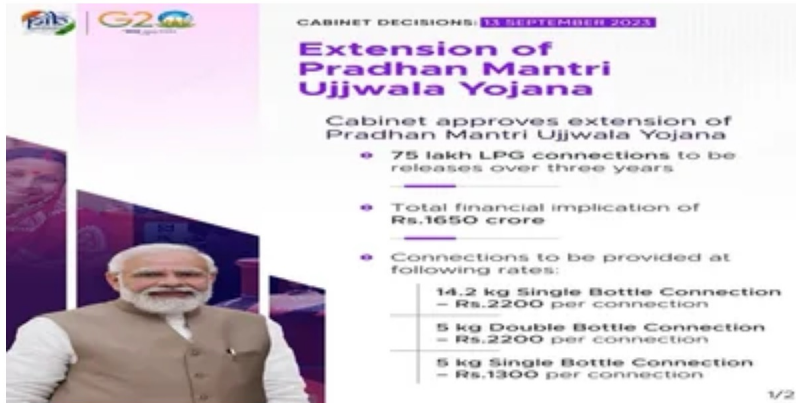 pib
G20
CABINET DECISIONS: 13 SEPTEMBER 2023
Extension of
Pradhan Mantri
Ujjwala Yojana
Cabinet approves extension of
Pradhan Mantri Ujjwala Yojana
75 lakh LPG connections to be
releases over three years
Total financial implication of
Rs.1650 crore
Connections to be provided at
following rates:
14.2 kg Single Bottle Connection
– Rs.2200 per connection
5 kg Double Bottle Connection
– Rs.2200 per connection
5 kg Single Bottle Connection
– Rs.1300 per connection
1/2